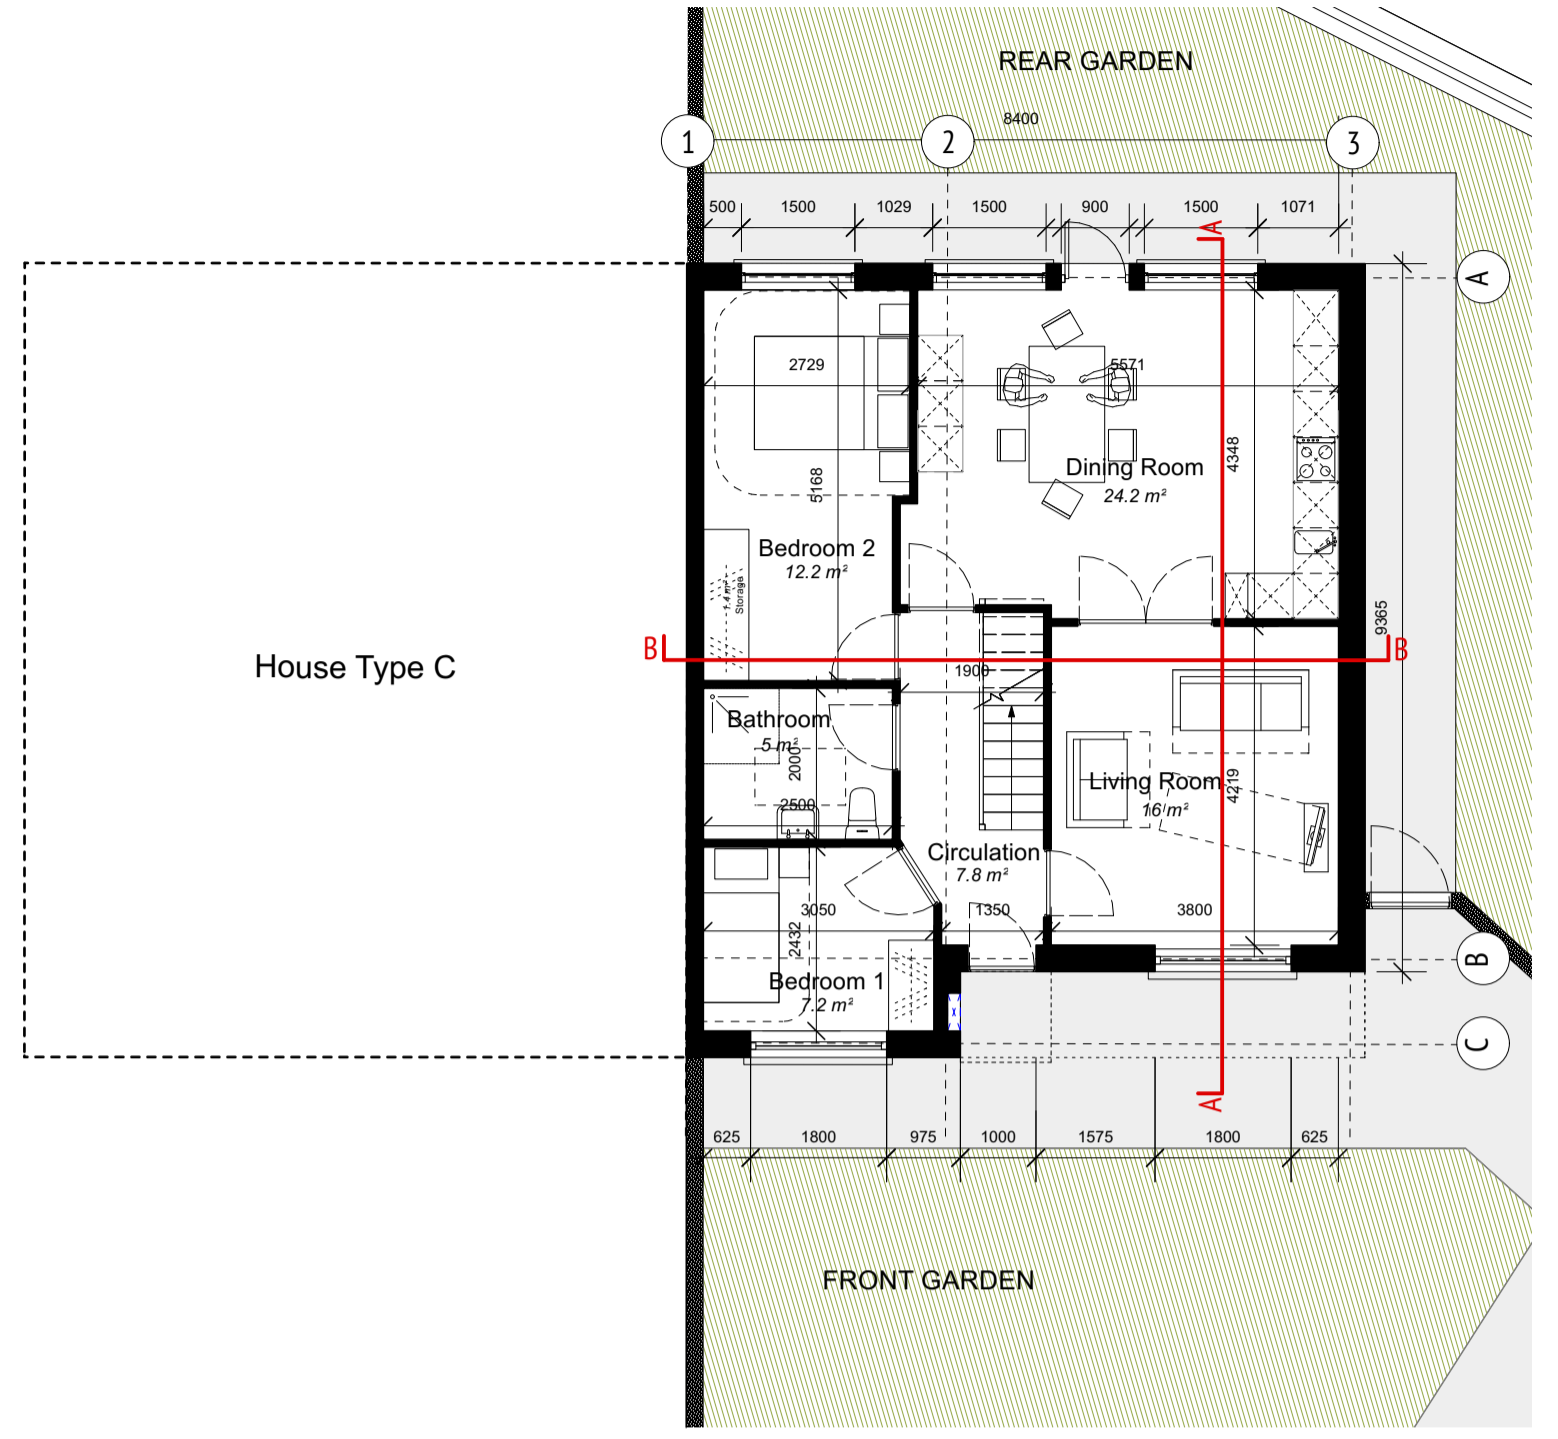 REAR GARDEN
8400
1
2
3
500
1500
1029
1500
900
1500
1071
A
A
2729
5571
5168
4348
Dining Room
24.2 m²
Bedroom 2
12.2 m²
1.4 m²
Storage
9365
B
B
House Type C
1900
Bathroom
5 m²
2000
2500
Living Room
16 m²
4219
Circulation
7.8 m²
3050
1350
3800
2432
Bedroom 1
7.2 m²
B
C
A
625
1800
975
1000
1575
1800
625
FRONT GARDEN